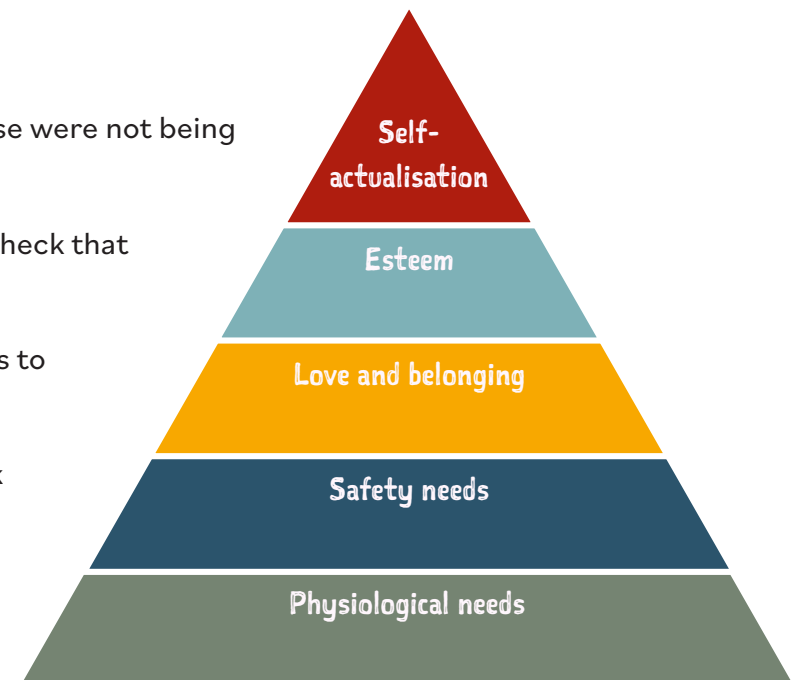 Self-
actualisation
se were not being
heck that
Esteem
s to
Love and belonging
Safety needs
Physiological needs